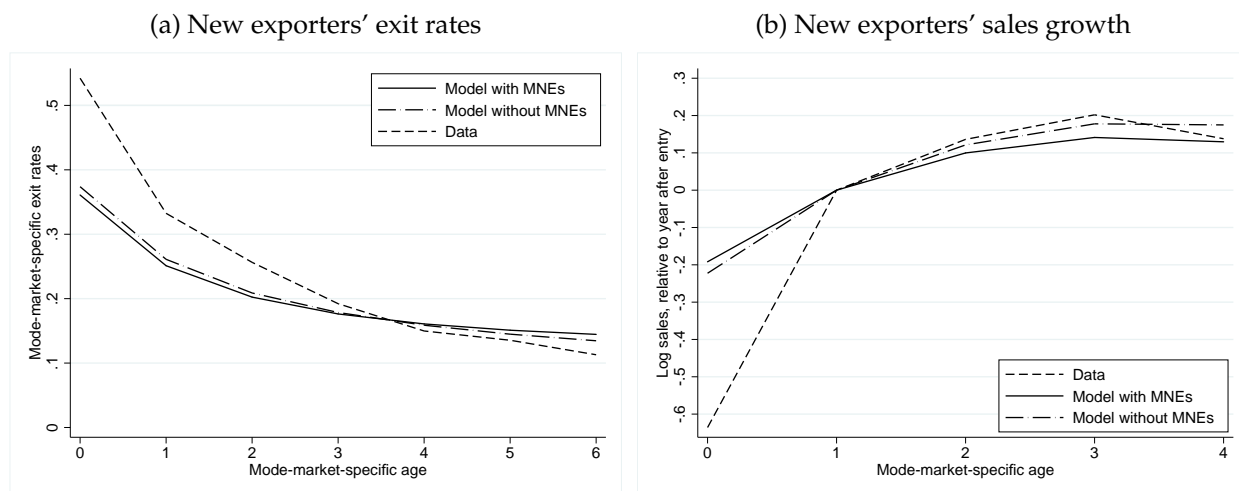 (a) New exporters’ exit rates
Mode-market-specific exit rates
.5
.4
.3
.2
.1
0
Model with MNEs
Model without MNEs
Data
0 1 2 3 4 5 6
Mode-market-specific age
(b) New exporters’ sales growth
Log sales, relative to year after entry
.3
.2
.1
0
-.1
-.2
-.3
-.4
-.5
-.6
Data
Model with MNEs
Model without MNEs
0 1 2 3 4
Mode-market-specific age